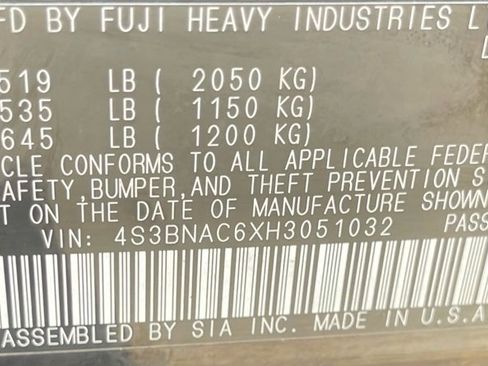 MFD BY FUJI HEAVY INDUSTRIES L
519 LB ( 2050 KG)
535 LB ( 1150 KG)
645 LB ( 1200 KG)
CLE CONFORMS TO ALL APPLICABLE FEDER
SAFETY,BUMPER,AND THEFT PREVENTION S
T ON THE DATE OF MANUFACTURE SHOWN
VIN: 4S3BNAC6XH3051032 PASS
ASSEMBLED BY SIA INC. MADE IN U.S.A